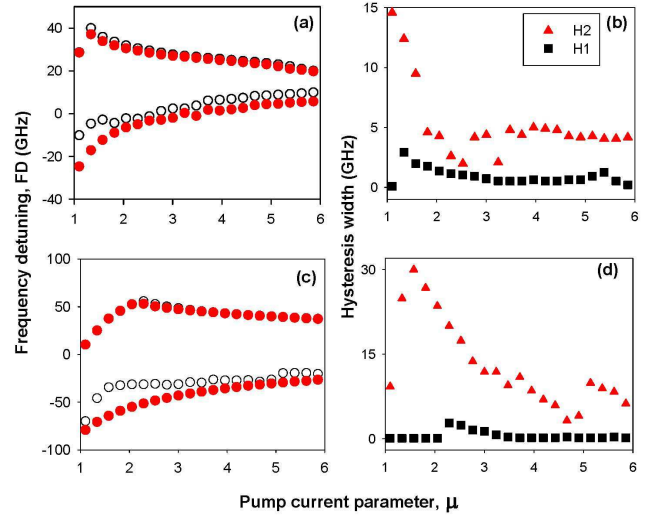 Frequency detuning, FD (GHz)
(a)
40
20
0
-20
-40
1 2 3 4 5 6
Hysteresis width (GHz)
(b)
H2
H1
15
10
5
0
1 2 3 4 5 6
(c)
100
50
0
-50
-100
1 2 3 4 5 6
(d)
30
15
0
1 2 3 4 5 6
Pump current parameter, μ